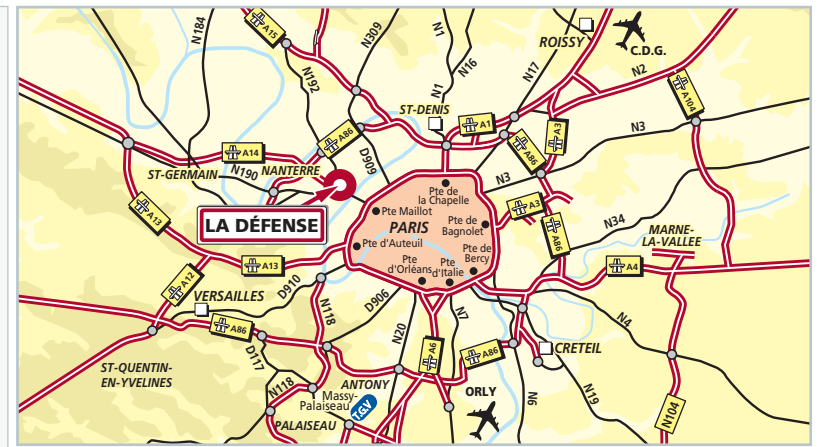 N184
A15
N309
N1
ROISSY
C.D.G.
N192
N16
N17
N2
A104
ST-DENIS
N1
A1
A3
N3
A86
A86
A14
NANTERRE
D909
ST-GERMAIN
N190
N3
Pte de
la Chapelle
A13
LA DÉFENSE
Pte Maillot
PARIS
Pte de
Bagnolet
A3
N34
A86
MARNE-
LA-VALLEE
Pte d'Auteuil
Pte de
Bercy
A13
Pte
d'Orléans
Pte
d'Italie
A4
A12
VERSAILLES
D910
N118
D906
N20
N7
N4
A86
D117
A6
A86
CRETEIL
ST-QUENTIN-
EN-YVELINES
N118
ANTONY
Massy-
Palaiseau
T.G.V
ORLY
N6
N19
N104
PALAISEAU